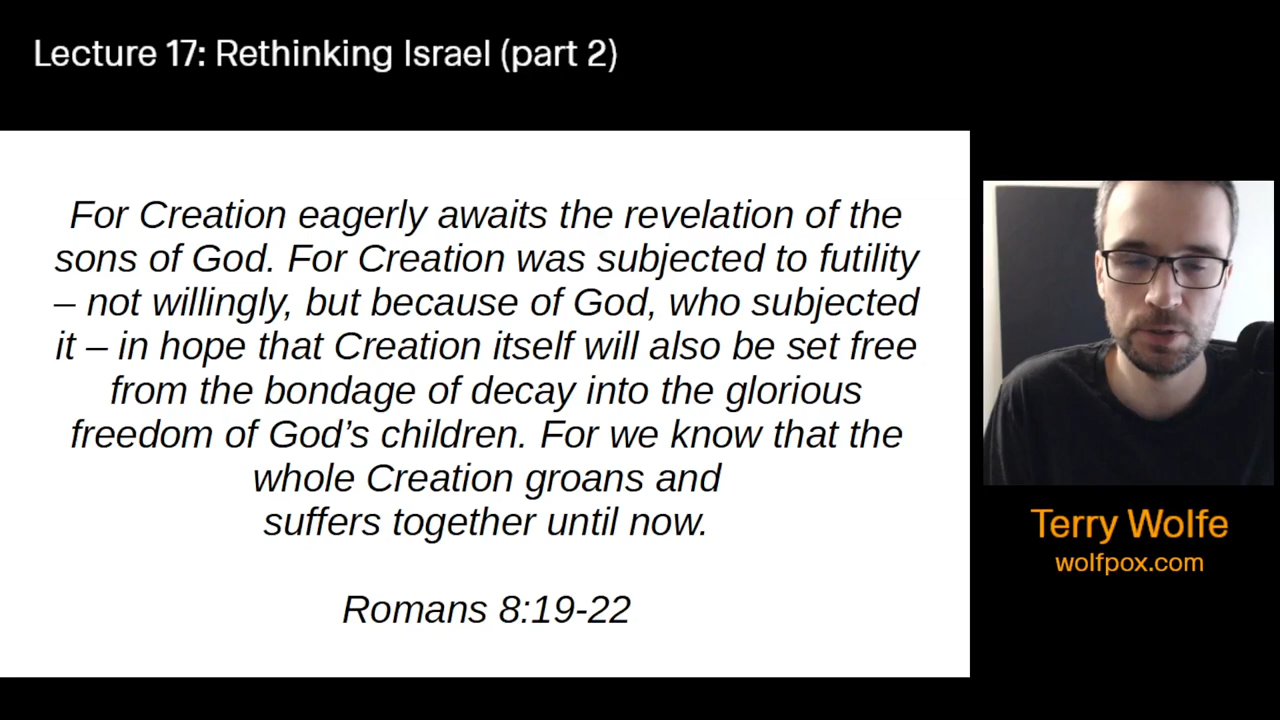 Lecture 17: Rethinking Israel (part 2)
For Creation eagerly awaits the revelation of the
sons of God. For Creation was subjected to futility
– not willingly, but because of God, who subjected
it – in hope that Creation itself will also be set free
from the bondage of decay into the glorious
freedom of God’s children. For we know that the
whole Creation groans and
suffers together until now.
Romans 8:19-22
Terry Wolfe
wolfpox.com